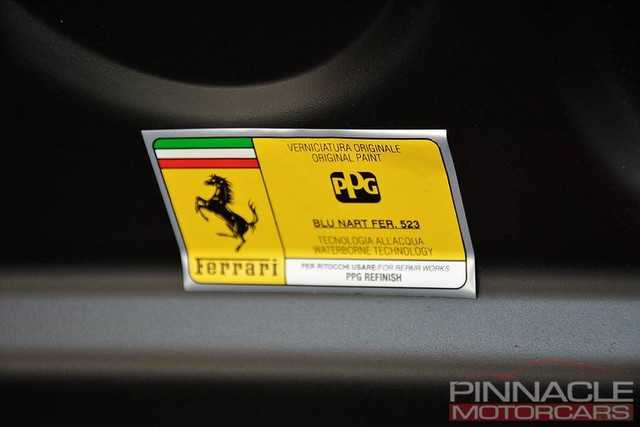 VERNICIATURA ORIGINALE
ORIGINAL PAINT
PPG
BLU NART FER. 523
TECNOLOGIA ALL'ACQUA
WATERBORNE TECHNOLOGY
Ferrari
PER RITOCCHI USARE/FOR REPAIR WORKS
PPG REFINISH
PINNACLE
MOTORCARS